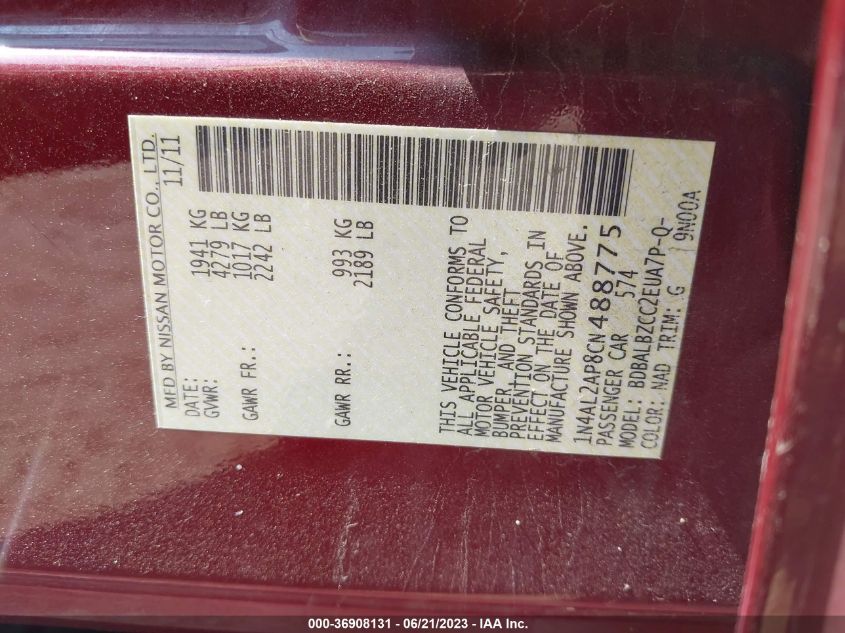 MFD BY NISSAN MOTOR CO., LTD.
DATE: 11/11
GVWR: 1941 KG
4279 LB
GAWR FR.: 1017 KG
2242 LB
GAWR RR.: 993 KG
2189 LB
THIS VEHICLE CONFORMS TO
ALL APPLICABLE FEDERAL
MOTOR VEHICLE SAFETY,
BUMPER, AND THEFT
PREVENTION STANDARDS IN
EFFECT ON THE DATE OF
MANUFACTURE SHOWN ABOVE.
1N4AL2AP8CN488775
PASSENGER CAR 574
MODEL: BDBALBZCC2EUA7P-Q-
COLOR: NAD TRIM: G 9N00A
000-36908131 - 06/21/2023 - IAA Inc.